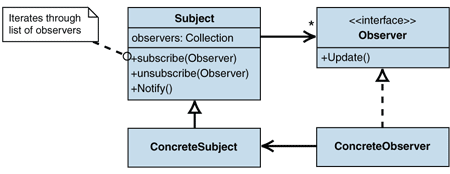 Iterates through
list of observers
Subject
observers: Collection
+subscribe(Observer)
+unsubscribe(Observer)
+Notify()
*
<<interface>>
Observer
+Update()
ConcreteSubject
ConcreteObserver